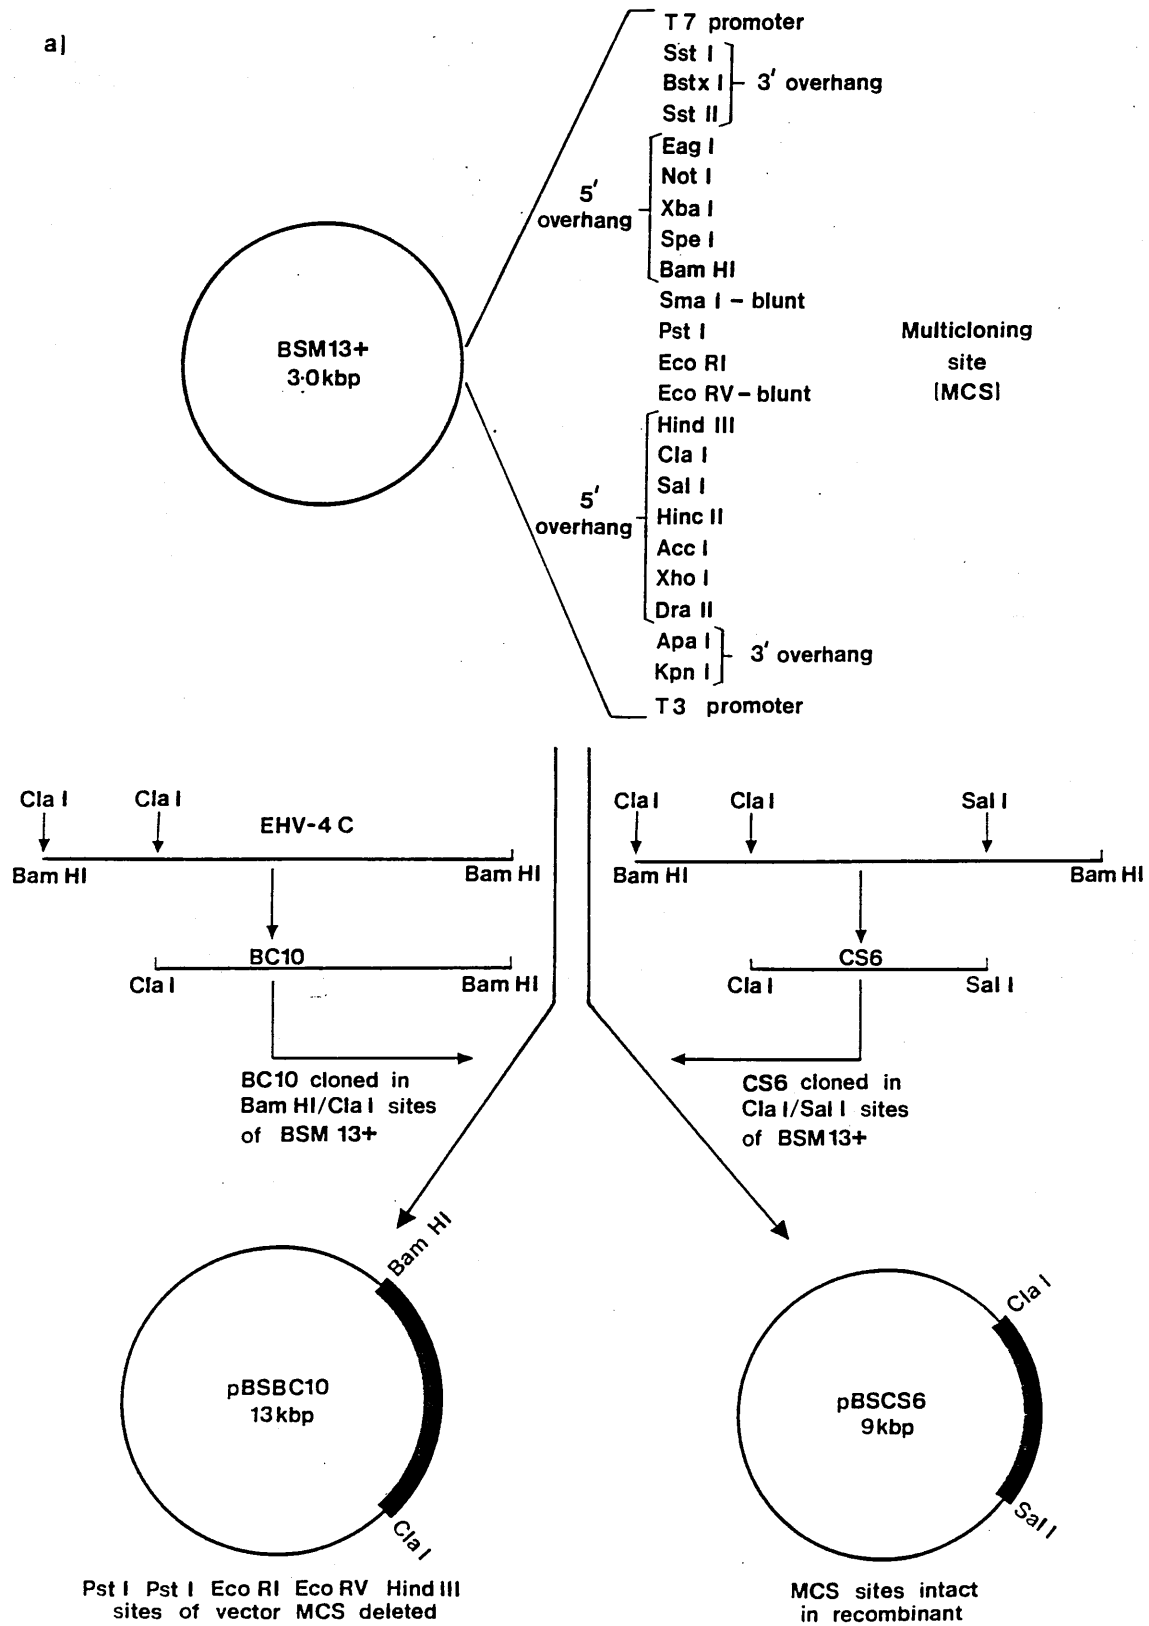 a)
T7 promoter
Sst I
Bstx I
Sst II
3' overhang
Eag I
Not I
Xba I
Spe I
Bam HI
5'
overhang
Sma I - blunt
Pst I
Eco RI
Eco RV - blunt
Multicloning
site
(MCS)
BSM13+
3·0kbp
Hind III
Cla I
Sal I
Hinc II
Acc I
Xho I
Dra II
5'
overhang
Apa I
Kpn I
3' overhang
T3 promoter
Cla I
Cla I
EHV-4 C
Bam HI
Bam HI
BC10
Cla I
Bam HI
BC10 cloned in
Bam HI/Cla I sites
of BSM 13+
Cla I
Cla I
Sal I
Bam HI
Bam HI
CS6
Cla I
Sal I
CS6 cloned in
Cla I/Sal I sites
of BSM13+
Bam HI
pBSBC10
13kbp
Cla I
Pst I Pst I Eco RI Eco RV Hind III
sites of vector MCS deleted
Cla I
pBSCS6
9kbp
Sal I
MCS sites intact
in recombinant